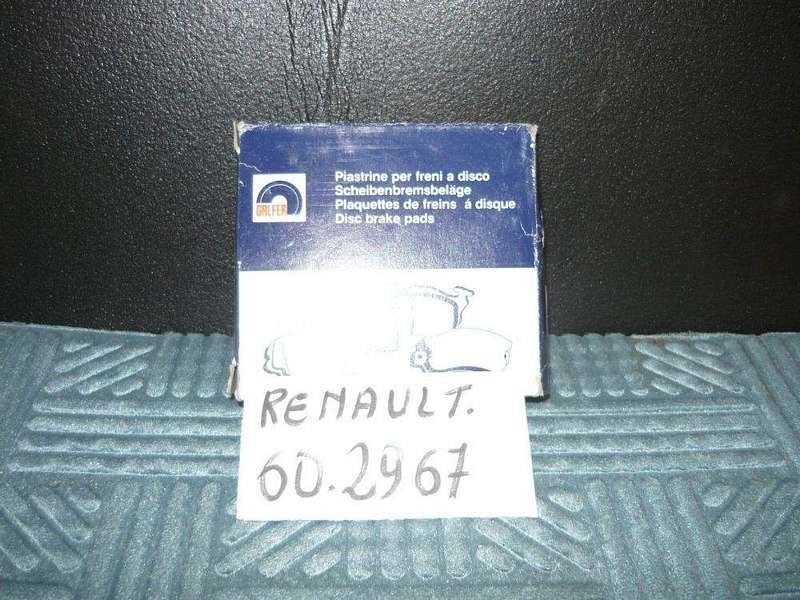 GALFER
Piastrine per freni a disco
Scheibenbremsbeläge
Plaquettes de freins á disque
Disc brake pads
RENAULT.
60.2967